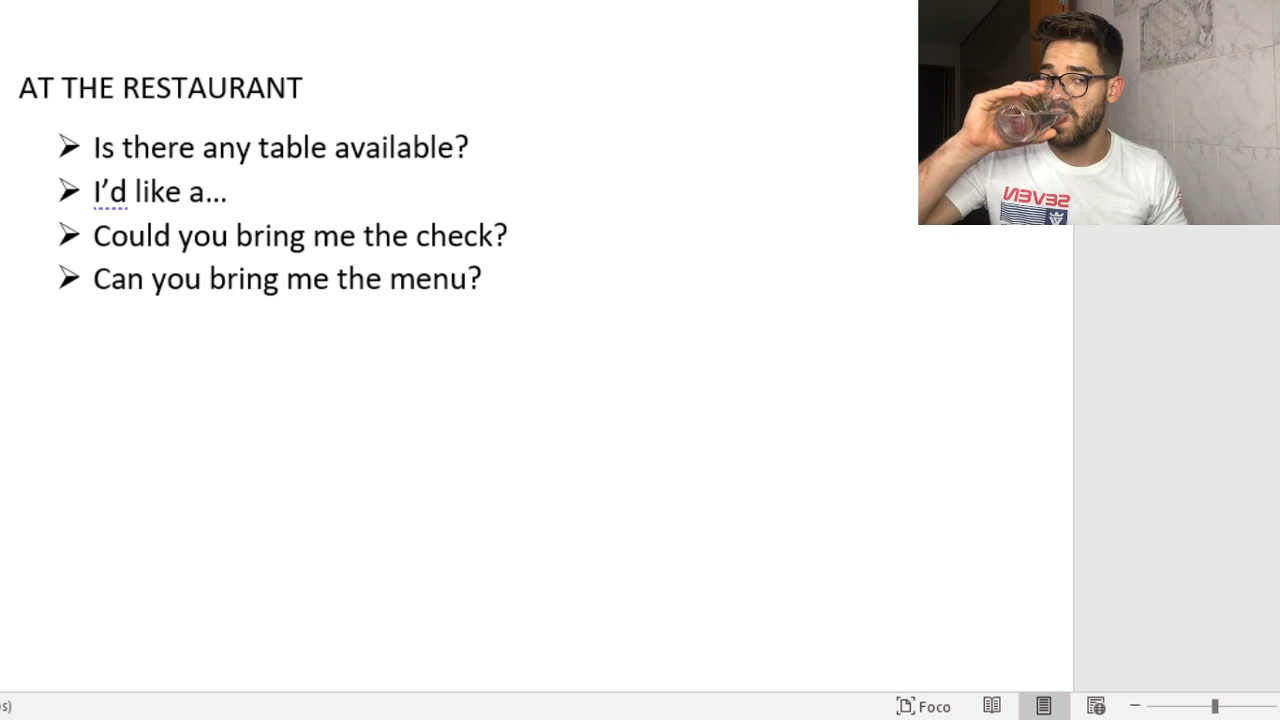 AT THE RESTAURANT
Is there any table available?
I’d like a…
Could you bring me the check?
Can you bring me the menu?
SEVEN
s)
Foco